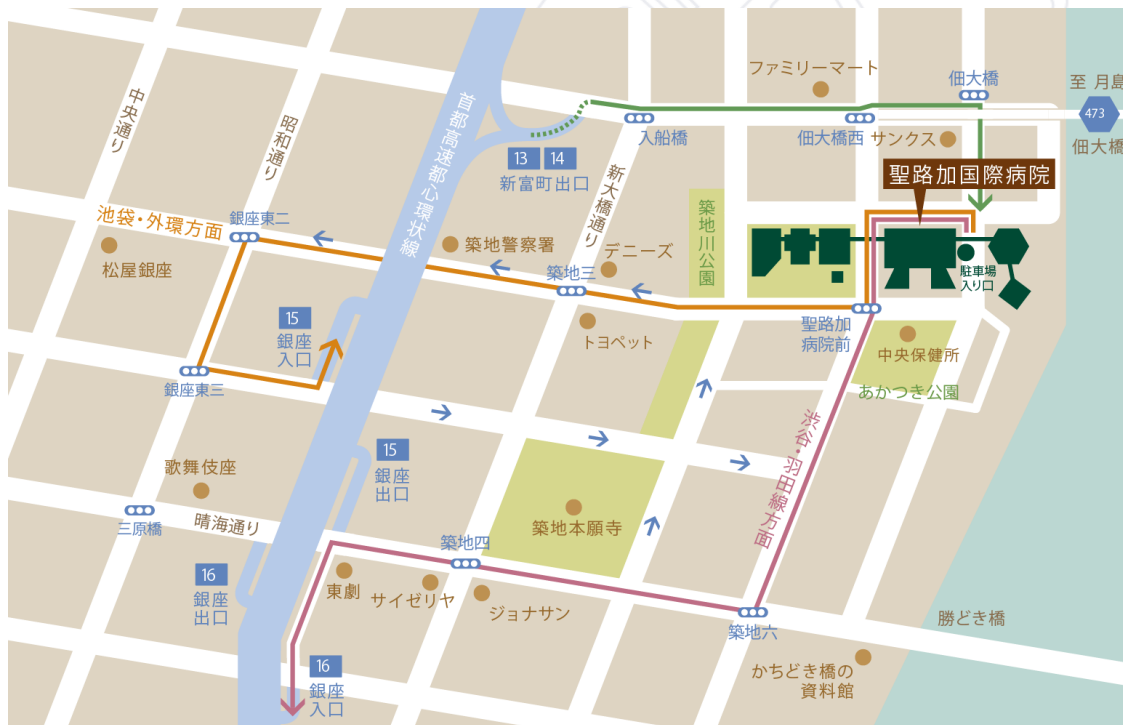 ファミリーマート
佃大橋
至 月島
473
佃大橋
入船橋
佃大橋西
サンクス
中央通り
昭和通り
首都高速都心環状線
13
14
新富町出口
新大橋通り
聖路加国際病院
池袋・外環方面
銀座東二
松屋銀座
築地警察署
築地三
デニーズ
築地川公園
駐車場
入り口
15
銀座
入口
トヨペット
聖路加
病院前
中央保健所
あかつき公園
銀座東三
15
銀座
出口
渋谷・羽田線方面
歌舞伎座
三原橋
晴海通り
築地四
築地本願寺
16
銀座
出口
東劇
サイゼリヤ
ジョナサン
築地六
勝どき橋
16
銀座
入口
かちどき橋の
資料館